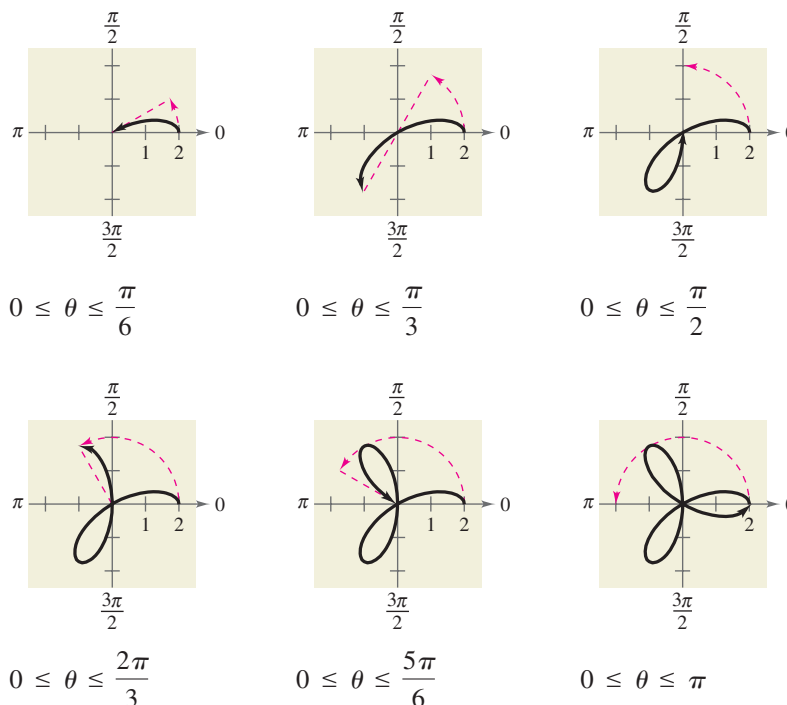 π/2 π/2 π/2
π 1 2 0 π 1 2 0 π 1 2 0
3π/2 3π/2 3π/2
0 ≤ θ ≤ π/6 0 ≤ θ ≤ π/3 0 ≤ θ ≤ π/2
π/2 π/2 π/2
π 1 2 0 π 1 2 0 π 1 2 0
3π/2 3π/2 3π/2
0 ≤ θ ≤ 2π/3 0 ≤ θ ≤ 5π/6 0 ≤ θ ≤ π